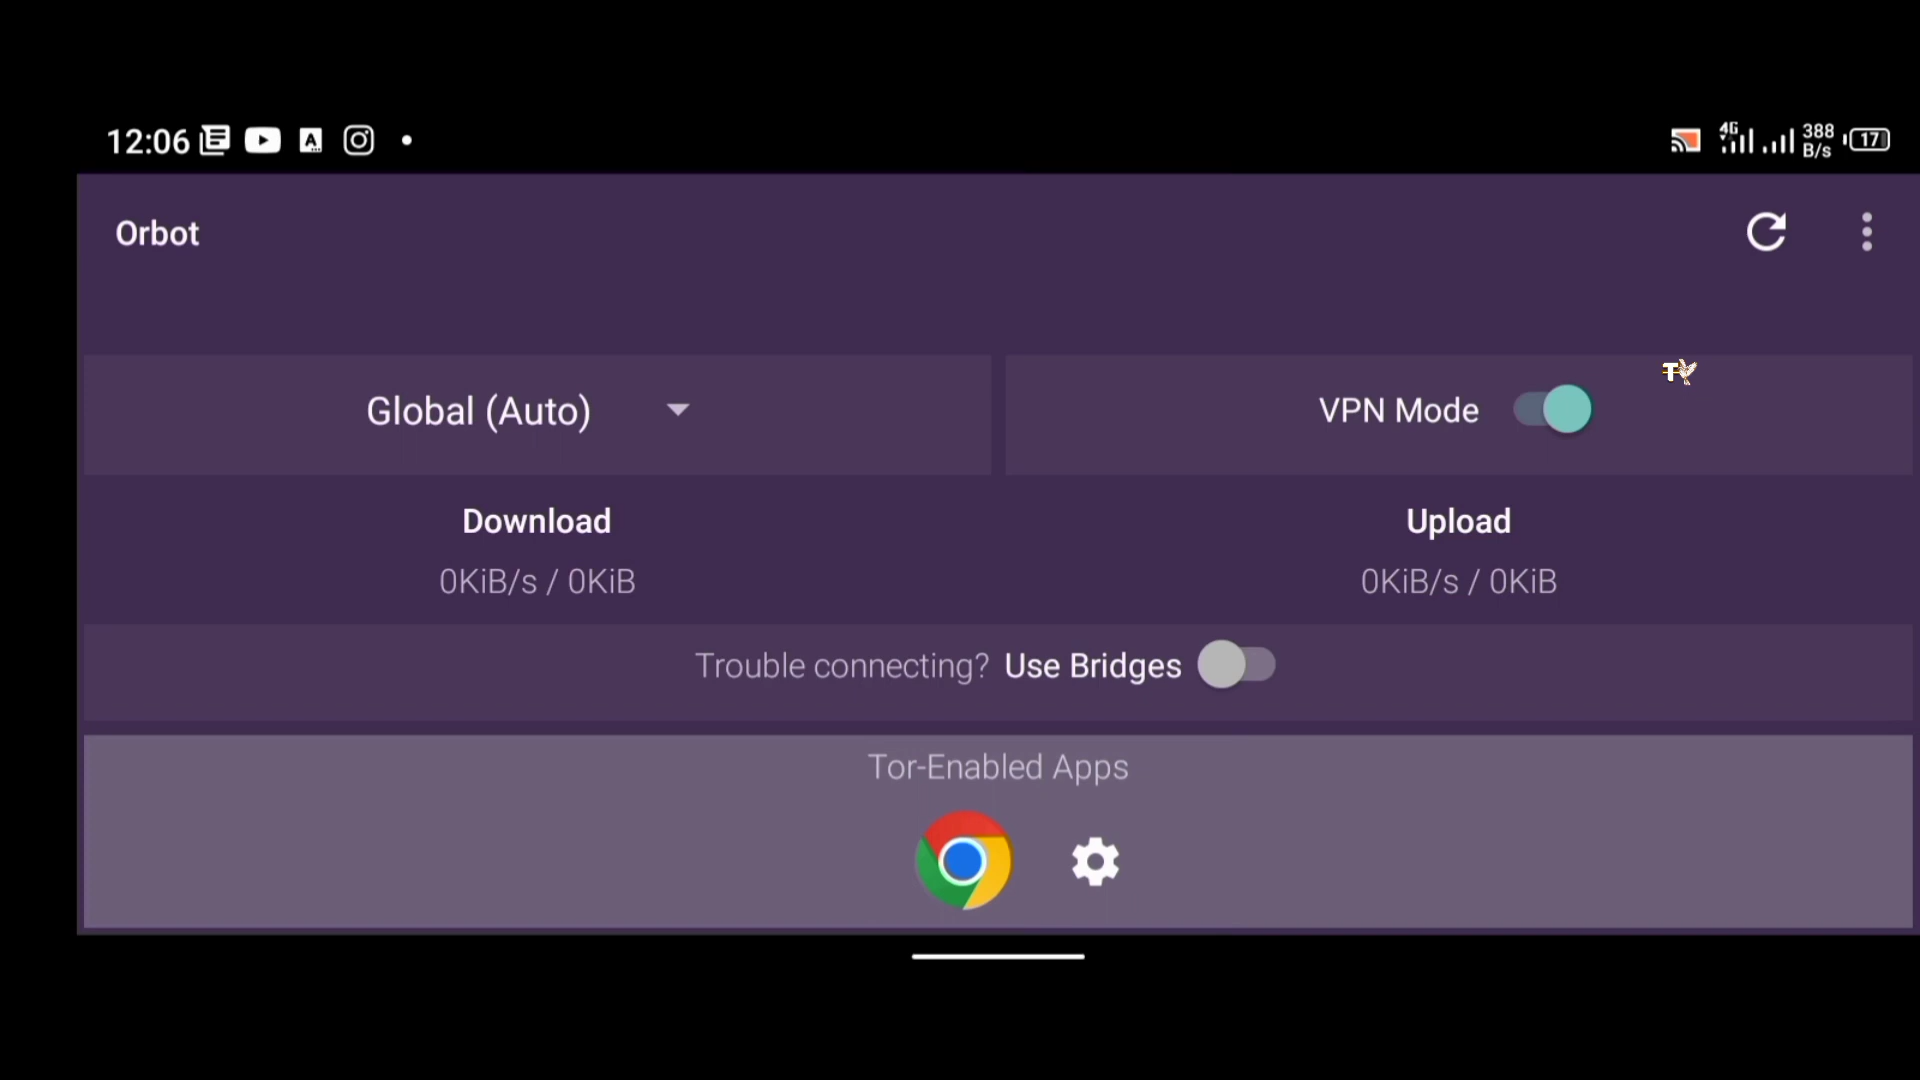 12:06
4G 388 B/s 17
Orbot
Global (Auto)
VPN Mode
Download
Upload
0KiB/s / 0KiB
0KiB/s / 0KiB
Trouble connecting? Use Bridges
Tor-Enabled Apps